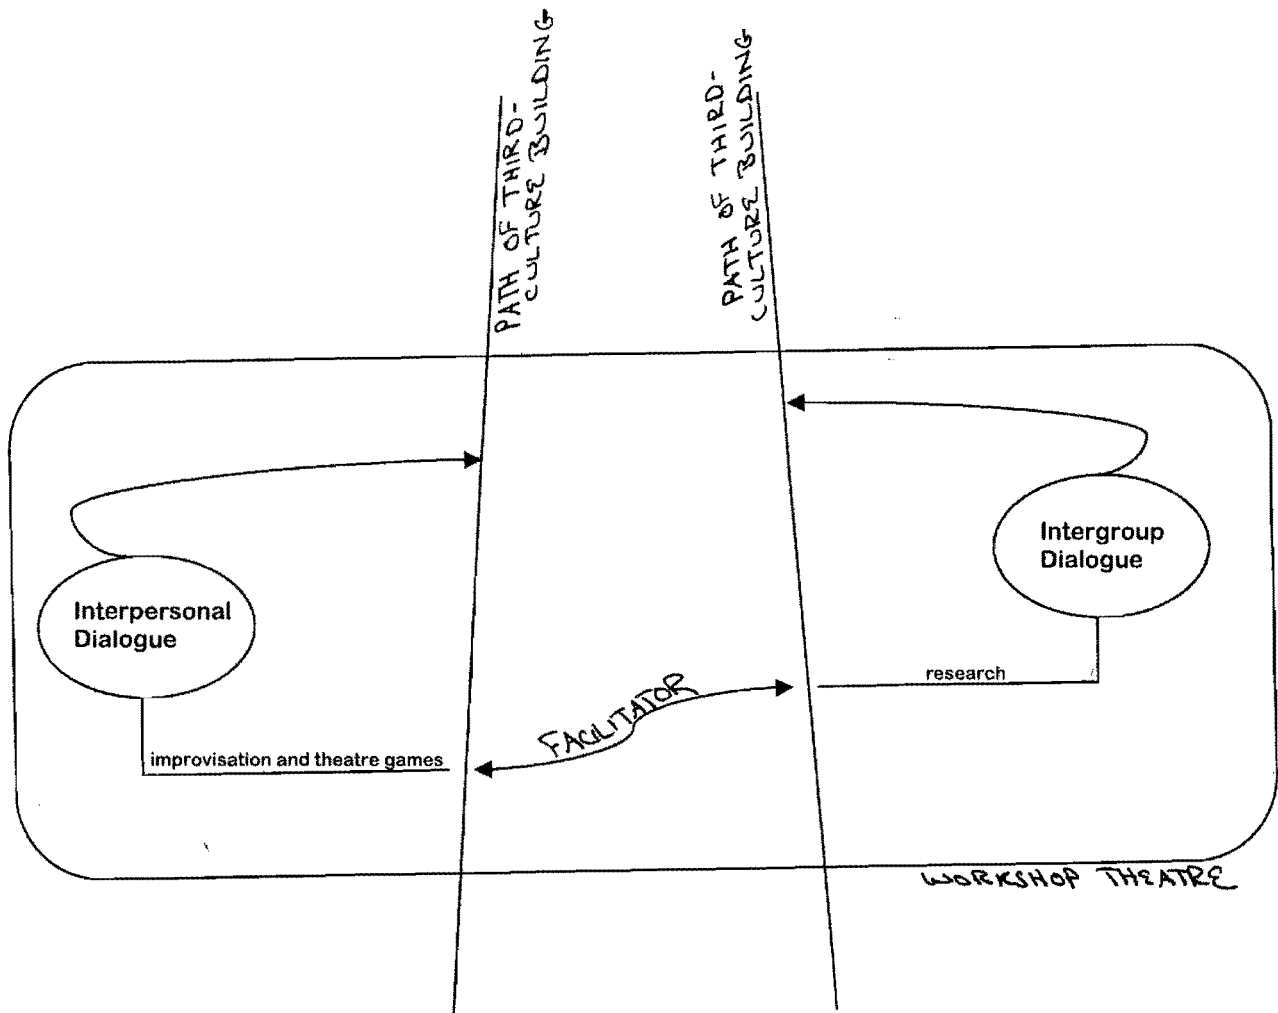 PATH OF THIRD-
CULTURE BUILDING
PATH OF THIRD-
CULTURE BUILDING
Intergroup
Dialogue
Interpersonal
Dialogue
research
FACILITATOR
improvisation and theatre games
WORKSHOP THEATRE